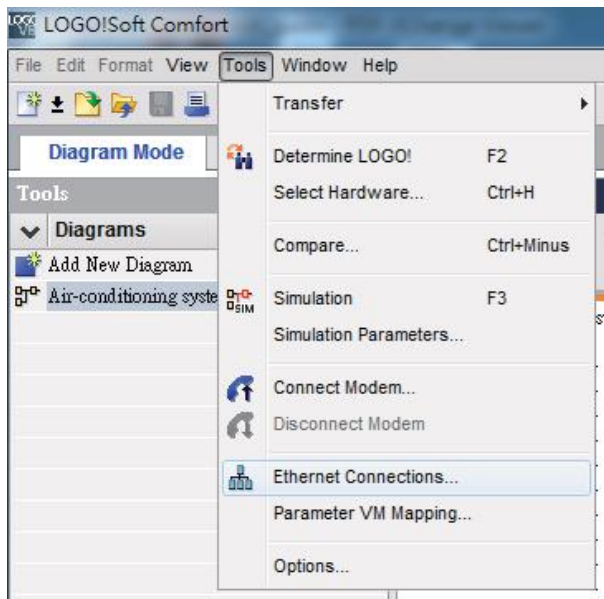 LOGO!Soft Comfort
File Edit Format View Tools Window Help
Transfer
Diagram Mode
Determine LOGO! F2
Tools
Select Hardware... Ctrl+H
Diagrams
Compare... Ctrl+Minus
Add New Diagram
Air-conditioning syste
SIM
Simulation F3
Simulation Parameters...
Connect Modem...
Disconnect Modem
Ethernet Connections...
Parameter VM Mapping...
Options...